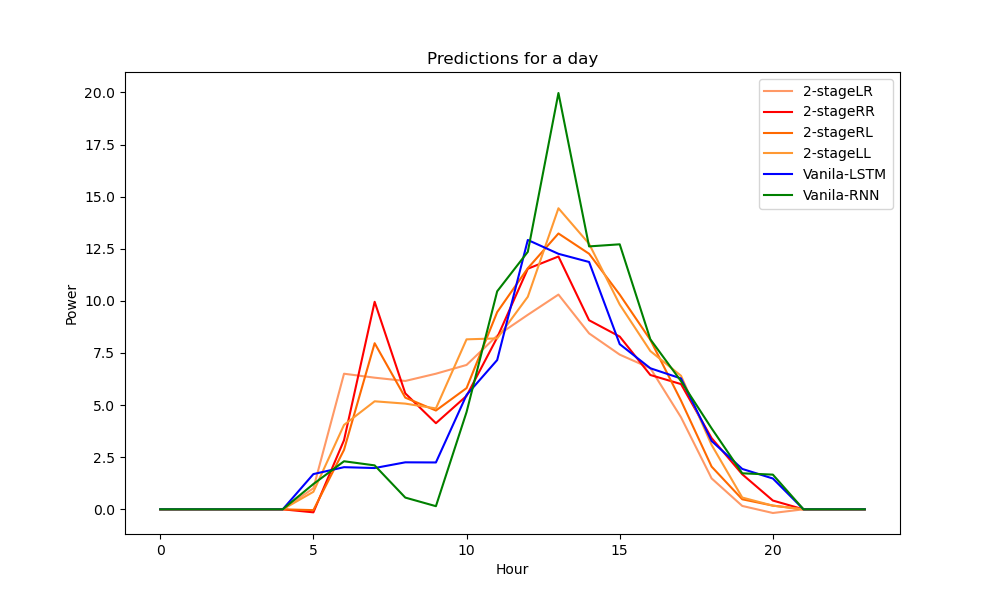 Predictions for a day
20.0
17.5
15.0
12.5
10.0
7.5
5.0
2.5
0.0
Power
0
5
10
15
20
Hour
2-stageLR
2-stageRR
2-stageRL
2-stageLL
Vanila-LSTM
Vanila-RNN